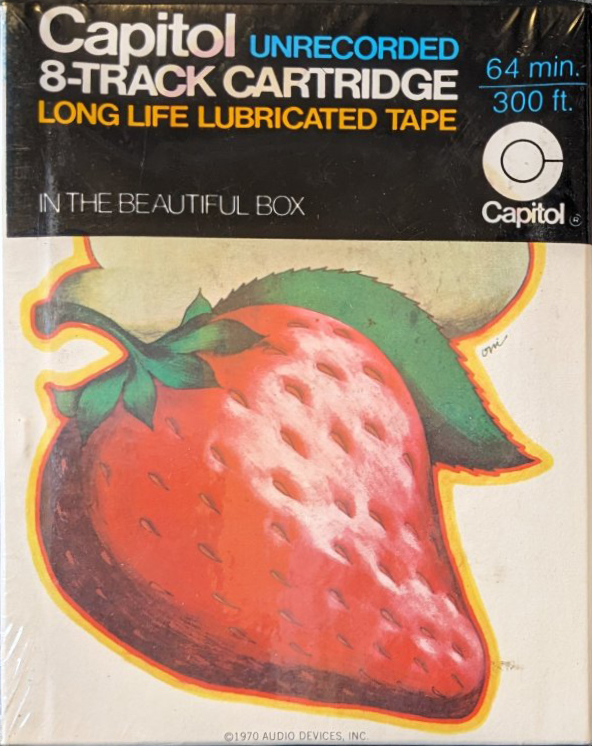 Capitol UNRECORDED
8-TRACK CARTRIDGE
LONG LIFE LUBRICATED TAPE
64 min.
300 ft.
Capitol ®
IN THE BEAUTIFUL BOX
©1970 AUDIO DEVICES, INC.